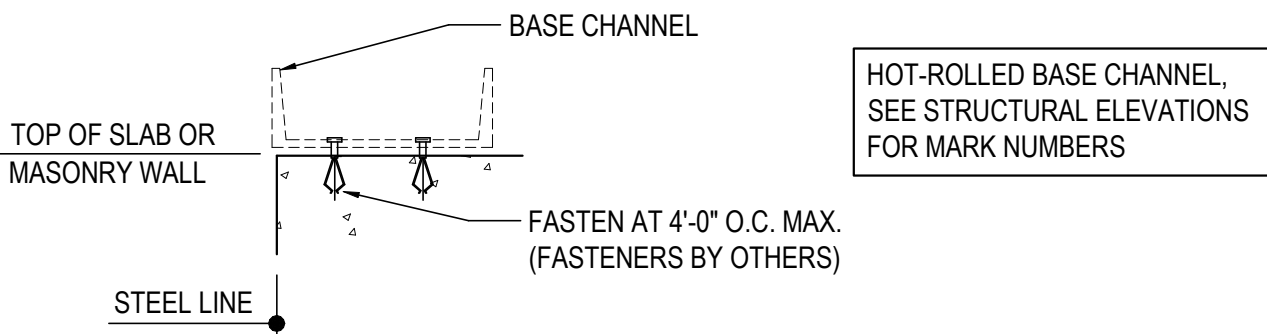 BASE CHANNEL
HOT-ROLLED BASE CHANNEL,
SEE STRUCTURAL ELEVATIONS
FOR MARK NUMBERS
TOP OF SLAB OR
MASONRY WALL
FASTEN AT 4'-0" O.C. MAX.
(FASTENERS BY OTHERS)
STEEL LINE